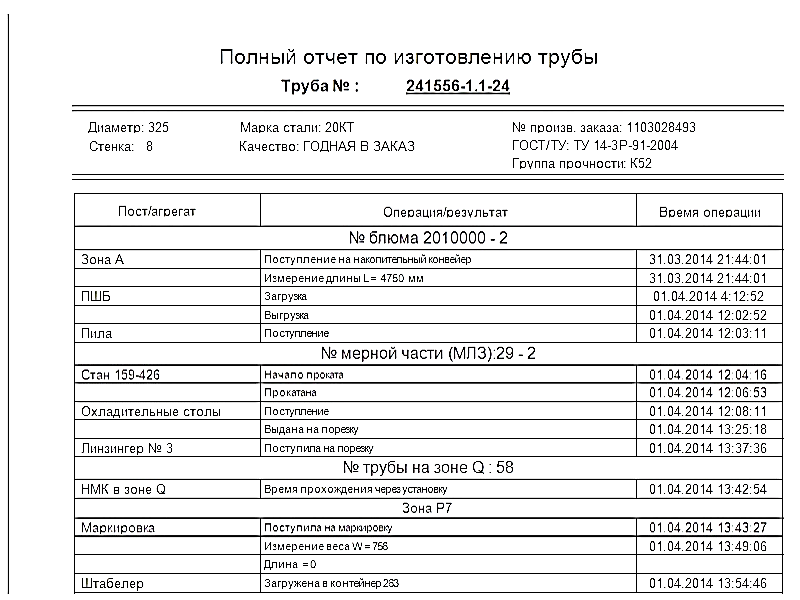 Полный отчет по изготовлению трубы
Труба № : 241556-1.1-24
Диаметр: 325 Марка стали: 20КТ № произв. заказа: 1103028493
Стенка: 8 Качество: ГОДНАЯ В ЗАКАЗ ГОСТ/ТУ: ТУ 14-3Р-91-2004
Группа прочности: К52
Пост/агрегат Операция/результат Время операции
№ блюма 2010000 - 2
Зона А Поступление на накопительный конвейер 31.03.2014 21:44:01
Измерение длины L = 4750 мм 31.03.2014 21:44:01
ПШБ Загрузка 01.04.2014 4:12:52
Выгрузка 01.04.2014 12:02:52
Пила Поступление 01.04.2014 12:03:11
№ мерной части (МЛЗ):29 - 2
Стан 159-426 Начало проката 01.04.2014 12:04:16
Прокатана 01.04.2014 12:06:53
Охладительные столы Поступление 01.04.2014 12:08:11
Выдана на порезку 01.04.2014 13:25:18
Линзингер № 3 Поступила на порезку 01.04.2014 13:37:36
№ трубы на зоне Q : 58
НМК в зоне Q Время прохождения через установку 01.04.2014 13:42:54
Зона Р7
Маркировка Поступила на маркировку 01.04.2014 13:43:27
Измерение веса W = 756 01.04.2014 13:49:06
Длина = 0
Штабелер Загружена в контейнер 263 01.04.2014 13:54:46